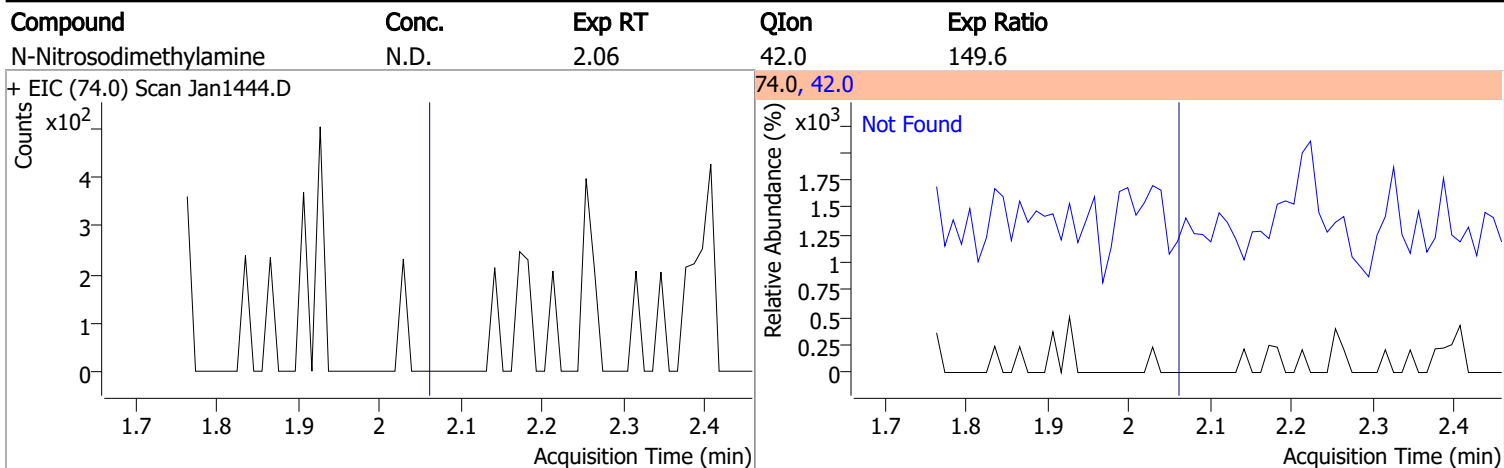 Compound Conc. Exp RT QIon Exp Ratio
N-Nitrosodimethylamine N.D. 2.06 42.0 149.6
+ EIC (74.0) Scan Jan1444.D
Counts
x10²
4
3
2
1
0
1.7 1.8 1.9 2 2.1 2.2 2.3 2.4
Acquisition Time (min)
74.0, 42.0
Relative Abundance (%)
x10³
Not Found
1.75
1.5
1.25
1
0.75
0.5
0.25
0
1.7 1.8 1.9 2 2.1 2.2 2.3 2.4
Acquisition Time (min)